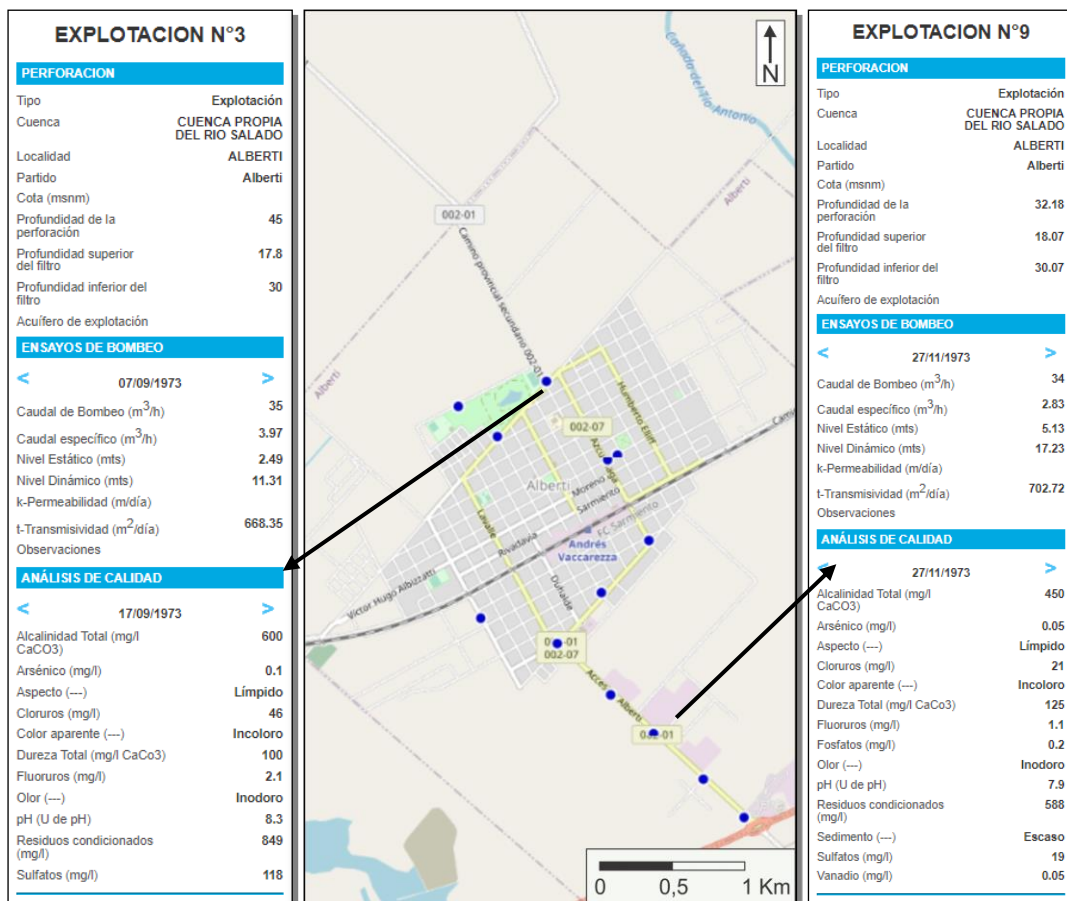 EXPLOTACION N°3
PERFORACION
Tipo Explotación
Cuenca CUENCA PROPIA
DEL RIO SALADO
Localidad ALBERTI
Partido Alberti
Cota (msnm)
Profundidad de la
perforación 45
Profundidad superior
del filtro 17.8
Profundidad inferior del
filtro 30
Acuífero de explotación
ENSAYOS DE BOMBEO
< 07/09/1973 >
Caudal de Bombeo (m3/h) 35
Caudal específico (m3/h) 3.97
Nivel Estático (mts) 2.49
Nivel Dinámico (mts) 11.31
k-Permeabilidad (m/día)
t-Transmisividad (m2/día) 668.35
Observaciones
ANÁLISIS DE CALIDAD
< 17/09/1973 >
Alcalinidad Total (mg/l
CaCO3) 600
Arsénico (mg/l) 0.1
Aspecto (---) Límpido
Cloruros (mg/l) 46
Color aparente (---) Incoloro
Dureza Total (mg/l CaCo3) 100
Fluoruros (mg/l) 2.1
Olor (---) Inodoro
pH (U de pH) 8.3
Residuos condicionados
(mg/l) 849
Sulfatos (mg/l) 118
N
Cañada del Tío Antonio
Alberti
002-01
Camino provincial secundario 002-01
Alberti
Humberto Elliff
002-07
Azcuénaga
Camino
Alberti
Moreno
Sarmiento
Lavalle
FC Sarmiento
Rivadavia
Andrés
Vaccarezza
Duhalde
Víctor Hugo Albizzatti
002-07
Acceso Alberti
0 0,5 1 Km
EXPLOTACION N°9
PERFORACION
Tipo Explotación
Cuenca CUENCA PROPIA
DEL RIO SALADO
Localidad ALBERTI
Partido Alberti
Cota (msnm)
Profundidad de la
perforación 32.18
Profundidad superior
del filtro 18.07
Profundidad inferior del
filtro 30.07
Acuífero de explotación
ENSAYOS DE BOMBEO
< 27/11/1973 >
Caudal de Bombeo (m3/h) 34
Caudal específico (m3/h) 2.83
Nivel Estático (mts) 5.13
Nivel Dinámico (mts) 17.23
k-Permeabilidad (m/día)
t-Transmisividad (m2/día) 702.72
Observaciones
ANÁLISIS DE CALIDAD
< 27/11/1973 >
Alcalinidad Total (mg/l
CaCO3) 450
Arsénico (mg/l) 0.05
Aspecto (---) Límpido
Cloruros (mg/l) 21
Color aparente (---) Incoloro
Dureza Total (mg/l CaCo3) 125
Fluoruros (mg/l) 1.1
Fosfatos (mg/l) 0.2
Olor (---) Inodoro
pH (U de pH) 7.9
Residuos condicionados
(mg/l) 588
Sedimento (---) Escaso
Sulfatos (mg/l) 19
Vanadio (mg/l) 0.05